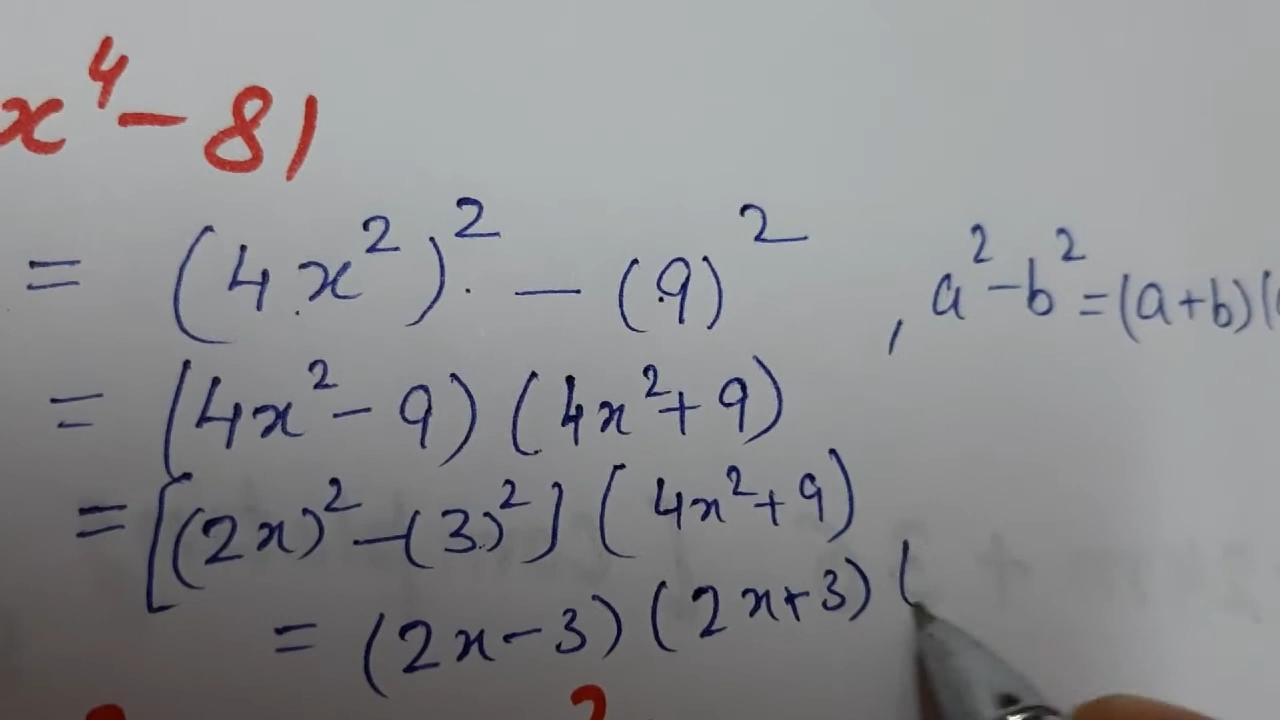 x⁴ - 81
= (4x²)² - (9)² , a² - b² = (a+b)(
= (4x² - 9) (4x² + 9)
= [(2x)² - (3)²] (4x² + 9)
= (2x - 3) (2x + 3) (
2